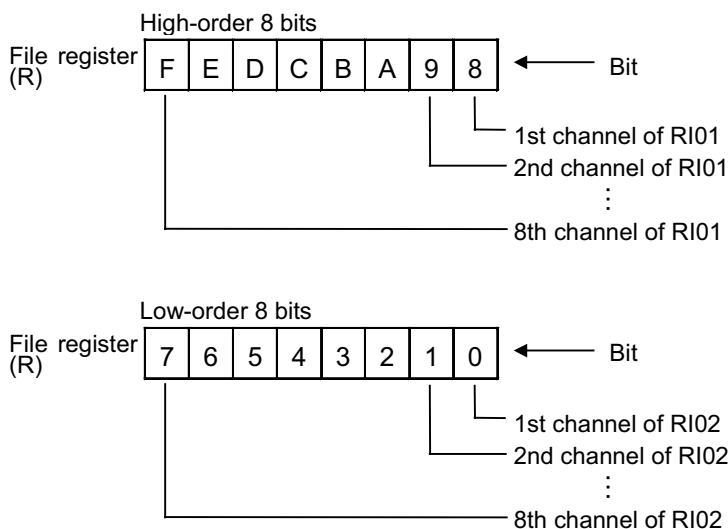 High-order 8 bits
File register
(R)
F E D C B A 9 8
Bit
1st channel of RI01
2nd channel of RI01
⋮
8th channel of RI01
Low-order 8 bits
File register
(R)
7 6 5 4 3 2 1 0
Bit
1st channel of RI02
2nd channel of RI02
⋮
8th channel of RI02